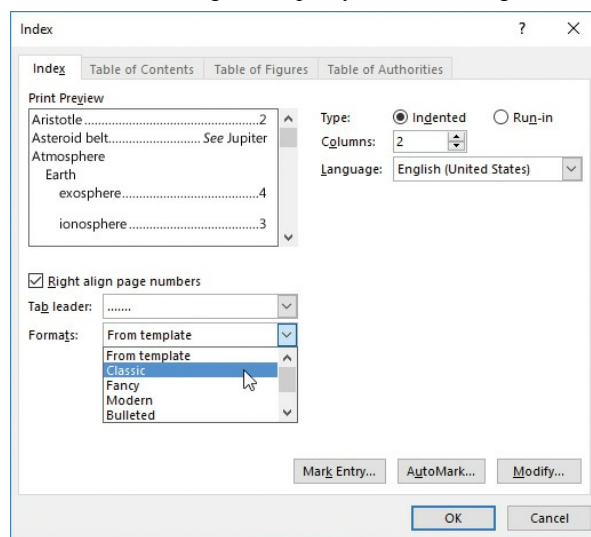 Index ? X
Index Table of Contents Table of Figures Table of Authorities
Print Preview
Aristotle ............................................2
Asteroid belt........................... See Jupiter
Atmosphere
Earth
exosphere.................................4
ionosphere................................3
Type: Indented Run-in
Columns: 2
Language: English (United States)
Right align page numbers
Tab leader: .......
Formats: From template
From template
Classic
Fancy
Modern
Bulleted
Mark Entry... AutoMark... Modify...
OK Cancel